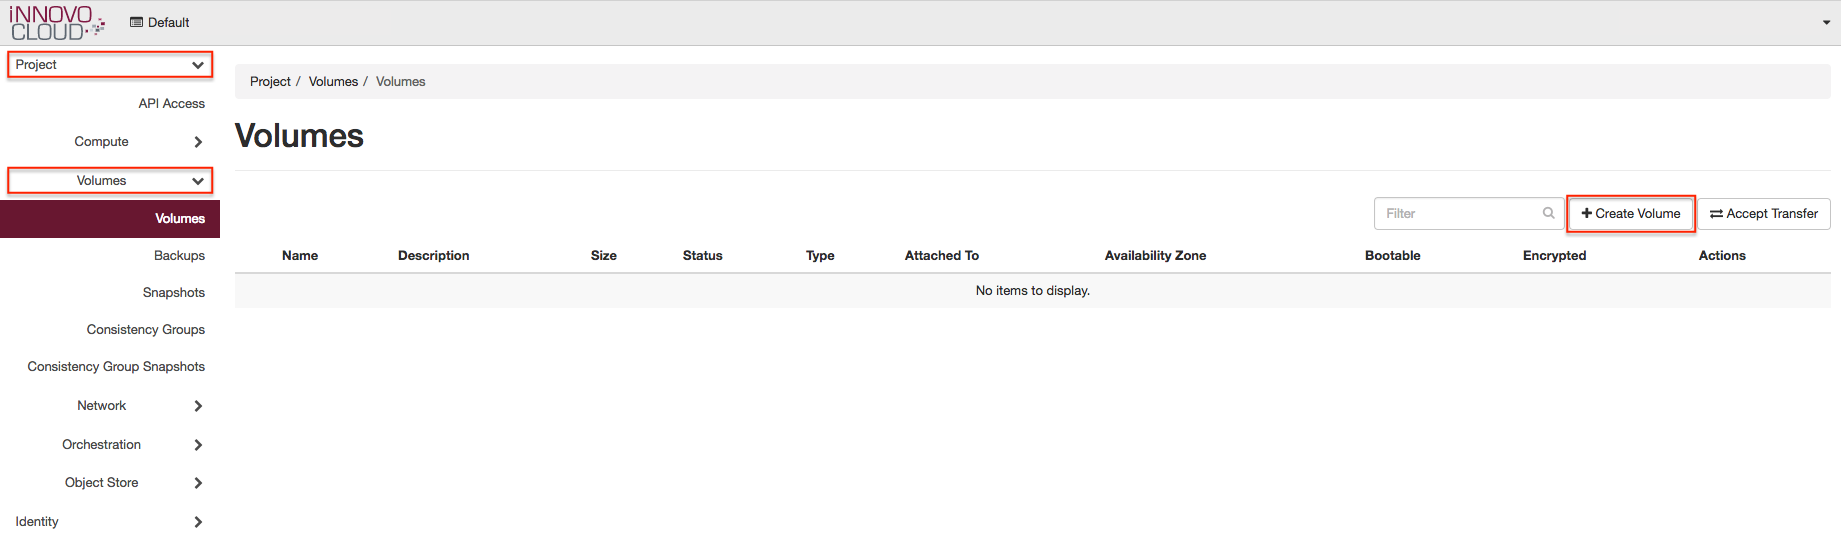 iNNOVO
CLOUD
Default
Project
API Access
Compute
Volumes
Volumes
Backups
Snapshots
Consistency Groups
Consistency Group Snapshots
Network
Orchestration
Object Store
Identity
Project / Volumes / Volumes
Volumes
Filter
Create Volume
Accept Transfer
Name Description Size Status Type Attached To Availability Zone Bootable Encrypted Actions
No items to display.